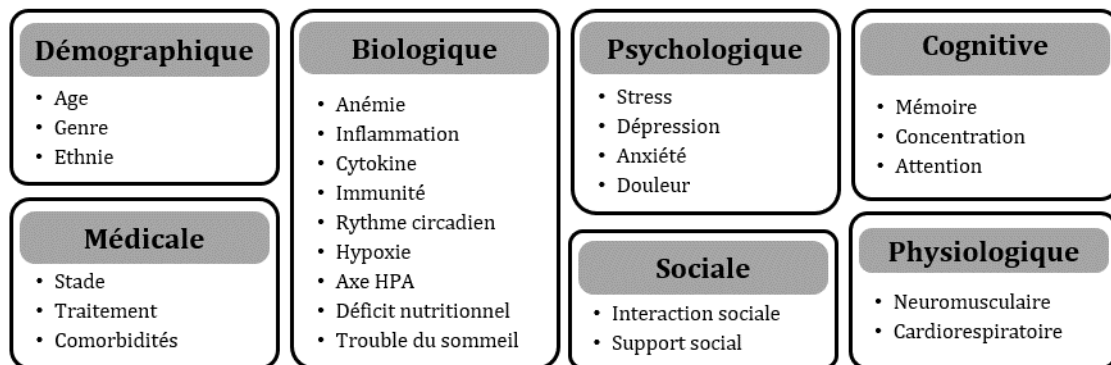 Démographique
• Age
• Genre
• Ethnie
Médicale
• Stade
• Traitement
• Comorbidités
Biologique
• Anémie
• Inflammation
• Cytokine
• Immunité
• Rythme circadien
• Hypoxie
• Axe HPA
• Déficit nutritionnel
• Trouble du sommeil
Psychologique
• Stress
• Dépression
• Anxiété
• Douleur
Sociale
• Interaction sociale
• Support social
Cognitive
• Mémoire
• Concentration
• Attention
Physiologique
• Neuromusculaire
• Cardiorespiratoire